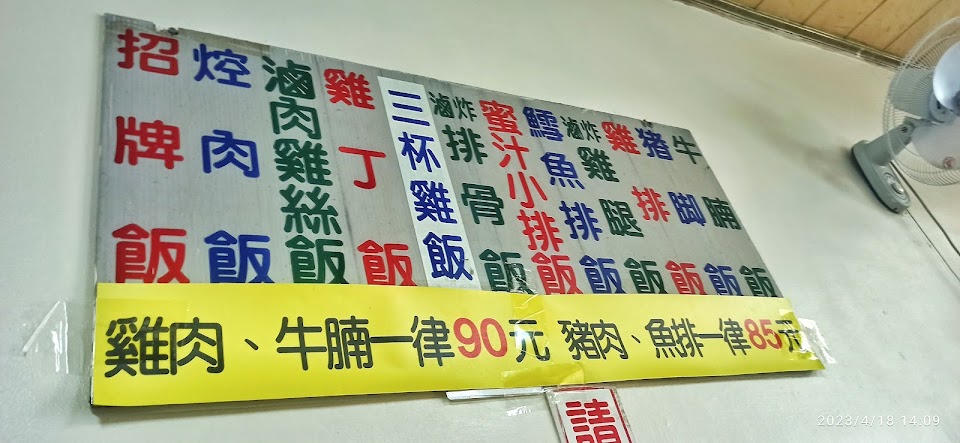 招牌飯
焢肉飯
滷肉雞絲飯
雞丁飯
三杯雞飯
滷炸排骨飯
蜜汁小排飯
鱈魚排飯
滷炸雞腿飯
雞排飯
豬脚飯
牛腩飯
雞肉、牛腩一律90元 豬肉、魚排一律85元
請
2023/4/18 14:09